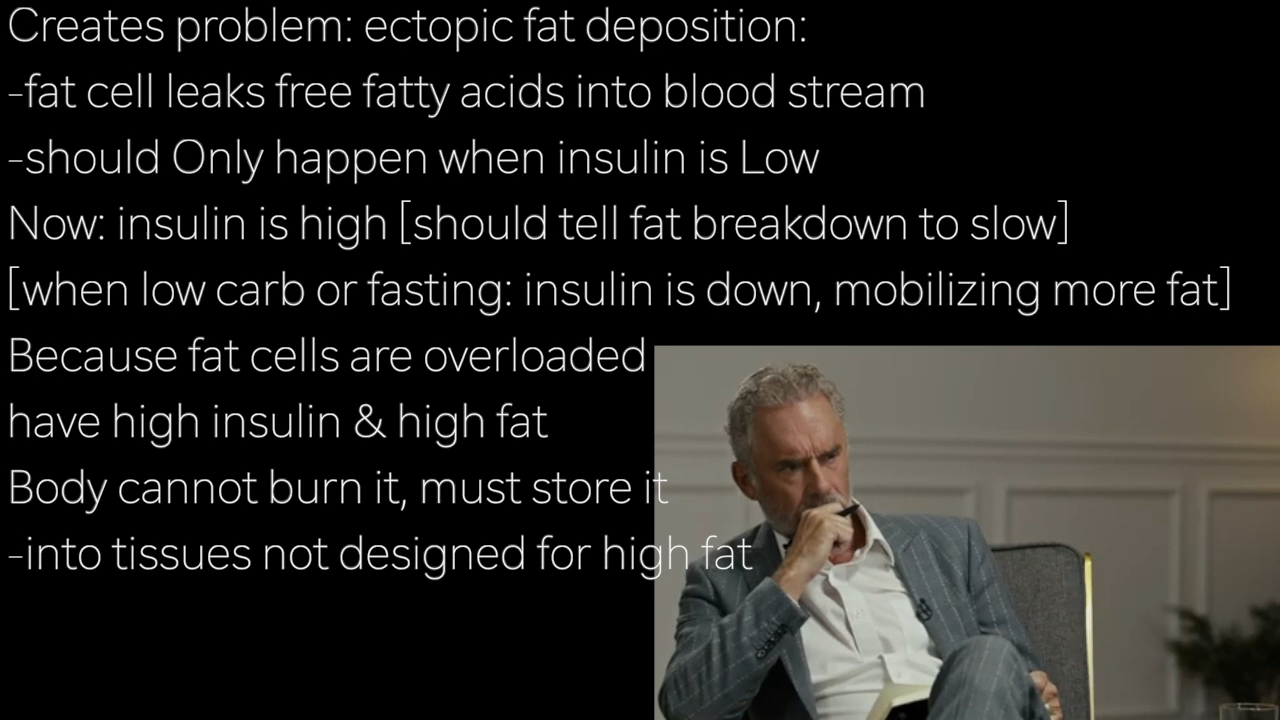 Creates problem: ectopic fat deposition:
-fat cell leaks free fatty acids into blood stream
-should Only happen when insulin is Low
Now: insulin is high [should tell fat breakdown to slow]
[when low carb or fasting: insulin is down, mobilizing more fat]
Because fat cells are overloaded
have high insulin & high fat
Body cannot burn it, must store it
-into tissues not designed for high fat